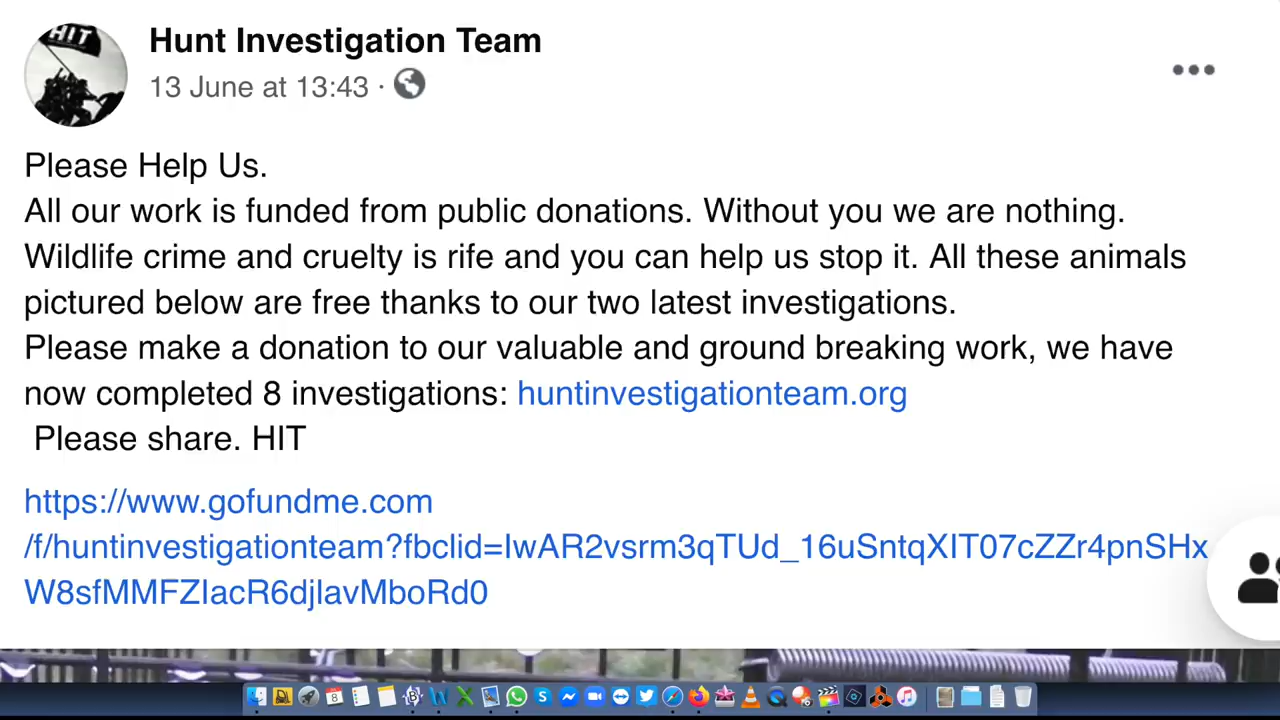 HIT
Hunt Investigation Team
13 June at 13:43 ·
Please Help Us.
All our work is funded from public donations. Without you we are nothing.
Wildlife crime and cruelty is rife and you can help us stop it. All these animals
pictured below are free thanks to our two latest investigations.
Please make a donation to our valuable and ground breaking work, we have
now completed 8 investigations: huntinvestigationteam.org
Please share. HIT
https://www.gofundme.com
/f/huntinvestigationteam?fbclid=IwAR2vsrm3qTUd_16uSntqXIT07cZZr4pnSHx
W8sfMMFZIacR6djlavMboRd0
8